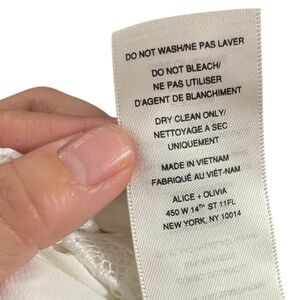 DO NOT WASH/NE PAS LAVER
DO NOT BLEACH/
NE PAS UTILISER
D'AGENT DE BLANCHIMENT
DRY CLEAN ONLY/
NETTOYAGE A SEC
UNIQUEMENT
MADE IN VIETNAM
FABRIQUÉ AU VIÊT-NAM
ALICE + OLIVIA
450 W 14TH ST 11FL
NEW YORK, NY 10014